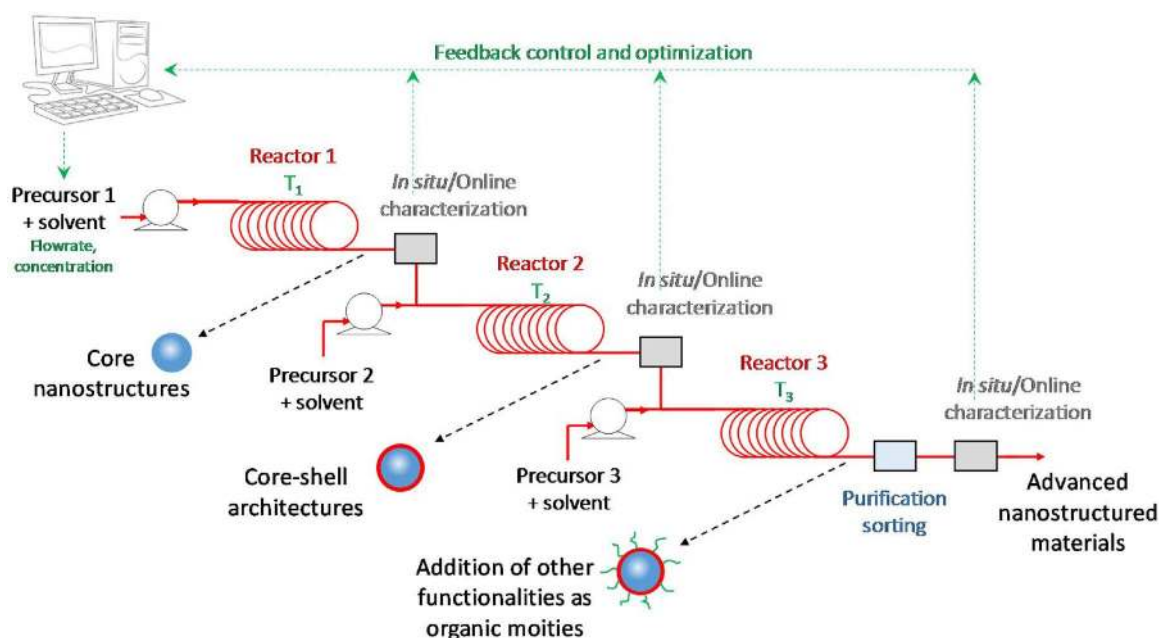 Feedback control and optimization
Reactor 1
T1
In situ/Online
characterization
Precursor 1
+ solvent
Flowrate,
concentration
Reactor 2
T2
In situ/Online
characterization
Core
nanostructures
Precursor 2
+ solvent
Reactor 3
T3
In situ/Online
characterization
Core-shell
architectures
Precursor 3
+ solvent
Purification
sorting
Advanced
nanostructured
materials
Addition of other
functionalities as
organic moities